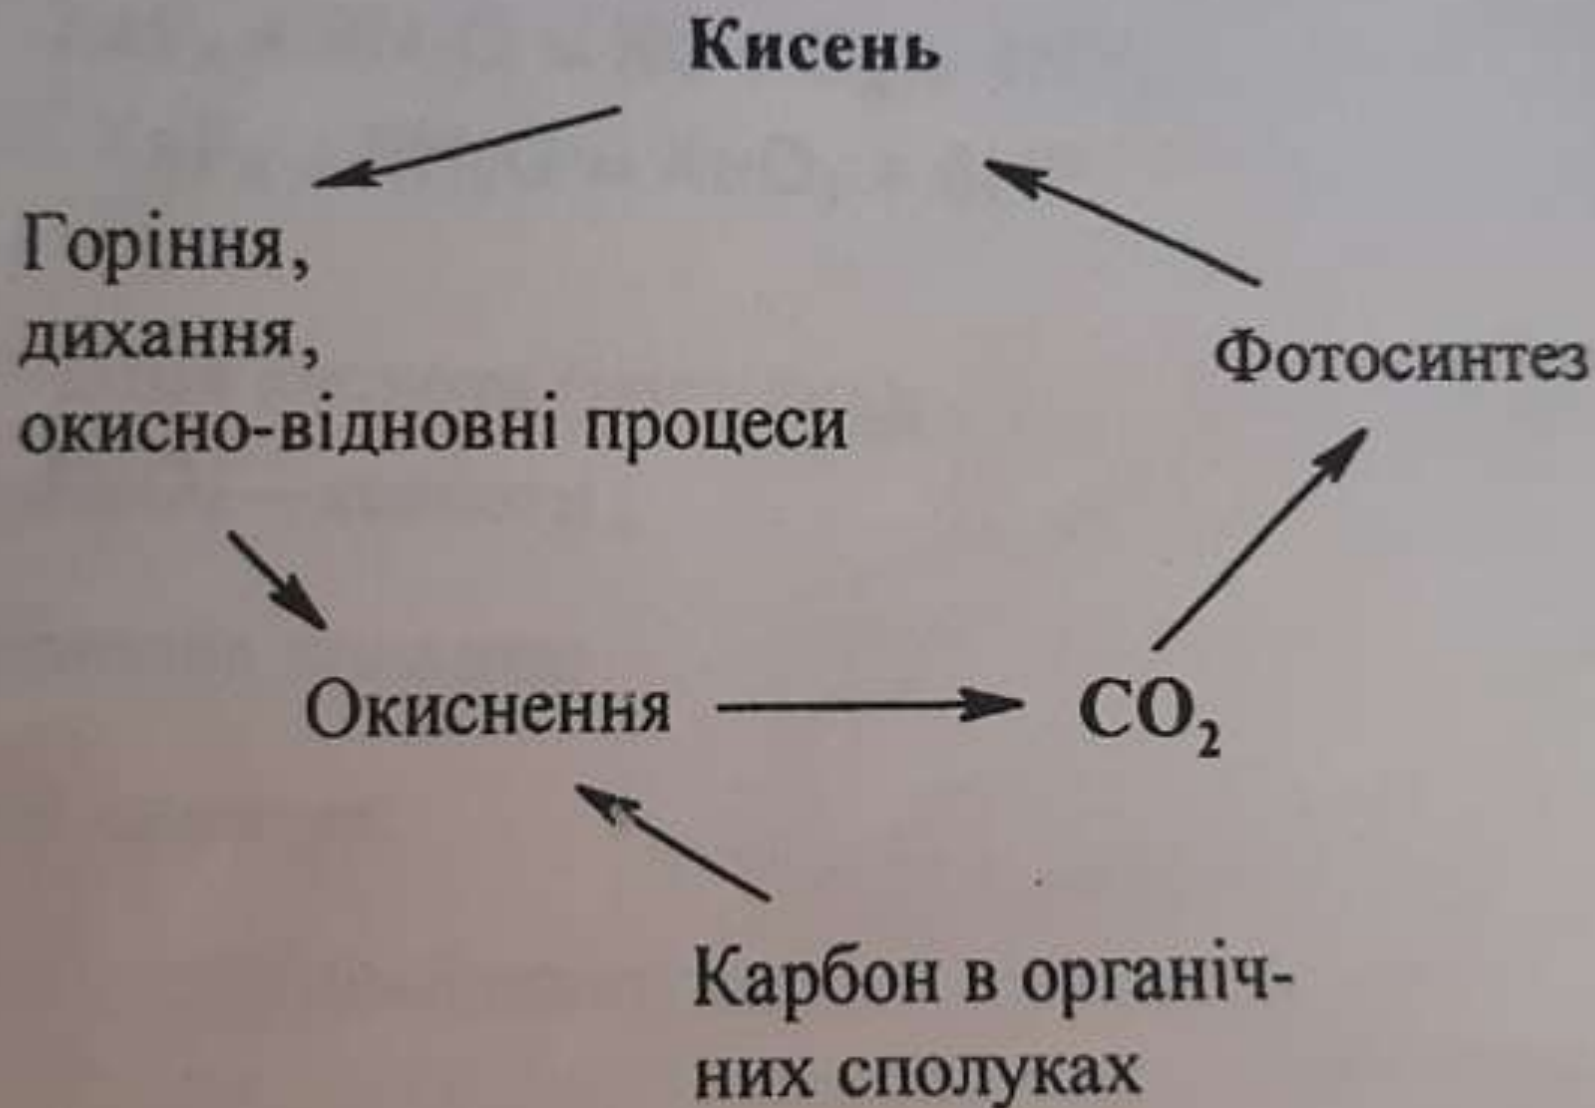 Кисень
Горіння,
дихання,
окисно-відновні процеси
Фотосинтез
Окиснення
CO₂
Карбон в органіч-
них сполуках